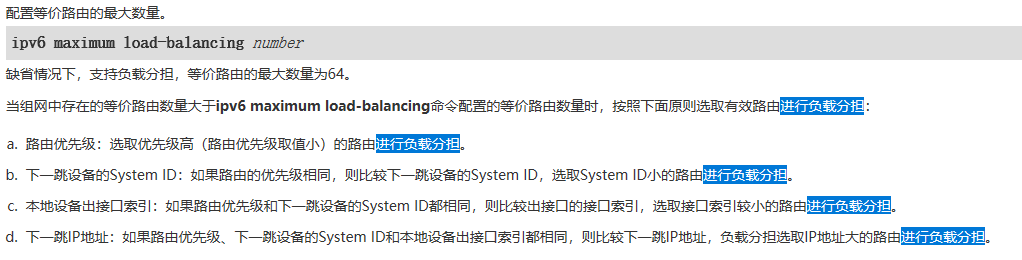 配置等价路由的最大数量。
ipv6 maximum load-balancing number
缺省情况下，支持负载分担，等价路由的最大数量为64。
当组网中存在的等价路由数量大于ipv6 maximum load-balancing命令配置的等价路由数量时，按照下面原则选取有效路由进行负载分担：
a. 路由优先级：选取优先级高（路由优先级取值小）的路由进行负载分担。
b. 下一跳设备的System ID：如果路由的优先级相同，则比较下一跳设备的System ID，选取System ID小的路由进行负载分担。
c. 本地设备出接口索引：如果路由优先级和下一跳设备的System ID都相同，则比较出接口的接口索引，选取接口索引较小的路由进行负载分担。
d. 下一跳IP地址：如果路由优先级、下一跳设备的System ID和本地设备出接口索引都相同，则比较下一跳IP地址，负载分担选取IP地址大的路由进行负载分担。